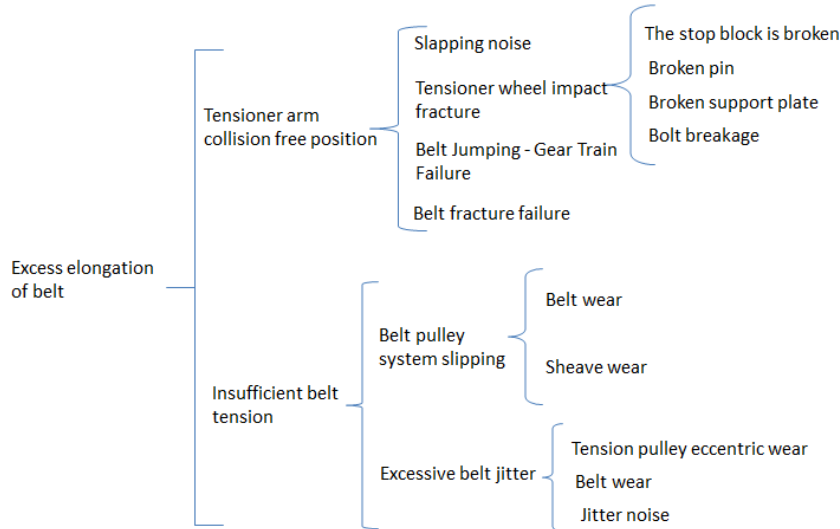 Slapping noise
The stop block is broken
Broken pin
Tensioner wheel impact
fracture
Broken support plate
Bolt breakage
Tensioner arm
collision free position
Belt Jumping - Gear Train
Failure
Belt fracture failure
Excess elongation
of belt
Belt wear
Belt pulley
system slipping
Sheave wear
Insufficient belt
tension
Excessive belt jitter
Tension pulley eccentric wear
Belt wear
Jitter noise